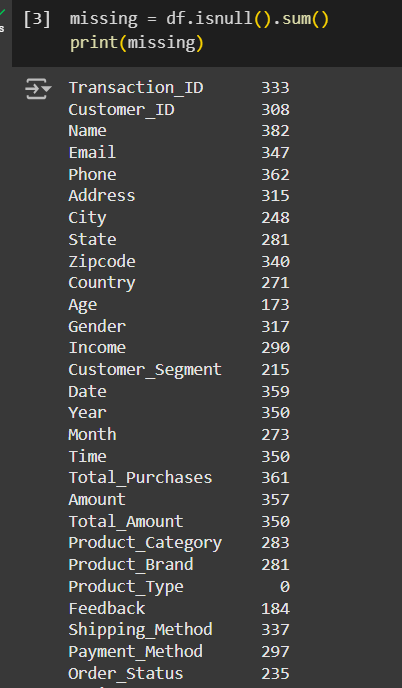 [3] missing = df.isnull().sum()
print(missing)
Transaction_ID 333
Customer_ID 308
Name 382
Email 347
Phone 362
Address 315
City 248
State 281
Zipcode 340
Country 271
Age 173
Gender 317
Income 290
Customer_Segment 215
Date 359
Year 350
Month 273
Time 350
Total_Purchases 361
Amount 357
Total_Amount 350
Product_Category 283
Product_Brand 281
Product_Type 0
Feedback 184
Shipping_Method 337
Payment_Method 297
Order_Status 235